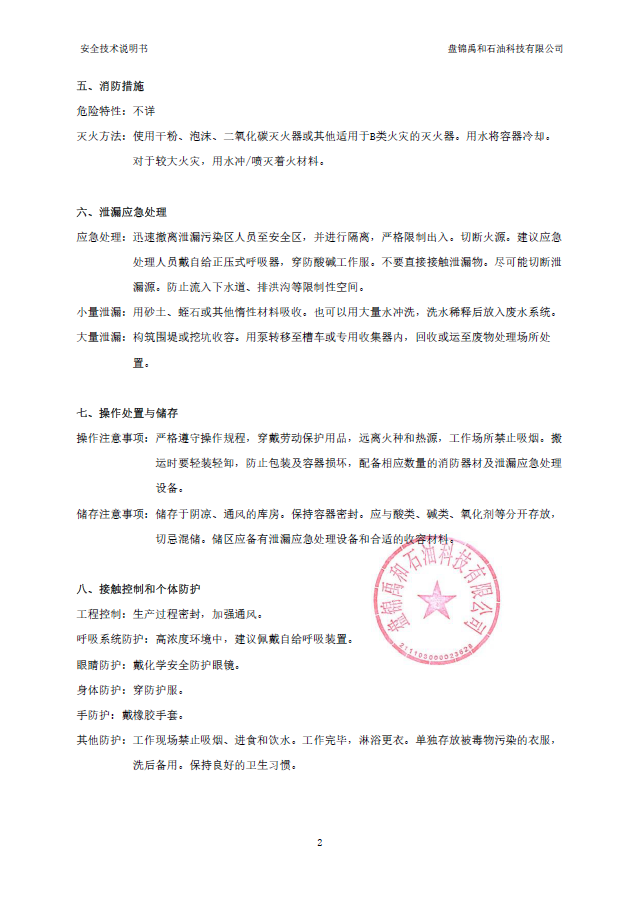 安全技术说明书
盘锦禹和石油科技有限公司
五、消防措施
危险特性：不详
灭火方法：使用干粉、泡沫、二氧化碳灭火器或其他适用于B类火灾的灭火器。用水将容器冷却。
对于较大火灾，用水冲/喷灭着火材料。
六、泄漏应急处理
应急处理：迅速撤离泄漏污染区人员至安全区，并进行隔离，严格限制出入。切断火源。建议应急
处理人员戴自给正压式呼吸器，穿防酸碱工作服。不要直接接触泄漏物。尽可能切断泄
漏源。防止流入下水道、排洪沟等限制性空间。
小量泄漏：用砂土、蛭石或其他惰性材料吸收。也可以用大量水冲洗，洗水稀释后放入废水系统。
大量泄漏：构筑围堤或挖坑收容。用泵转移至槽车或专用收集器内，回收或运至废物处理场所处
置。
七、操作处置与储存
操作注意事项：严格遵守操作规程，穿戴劳动保护用品，远离火种和热源，工作场所禁止吸烟。搬
运时要轻装轻卸，防止包装及容器损坏，配备相应数量的消防器材及泄漏应急处理
设备。
储存注意事项：储存于阴凉、通风的库房。保持容器密封。应与酸类、碱类、氧化剂等分开存放，
切忌混储。储区应备有泄漏应急处理设备和合适的收容材料。
盘锦禹和石油科技有限公司
八、接触控制和个体防护
工程控制：生产过程密封，加强通风。
呼吸系统防护：高浓度环境中，建议佩戴自给呼吸装置。
眼睛防护：戴化学安全防护眼镜。
身体防护：穿防护服。
手防护：戴橡胶手套。
其他防护：工作现场禁止吸烟、进食和饮水。工作完毕，淋浴更衣。单独存放被毒物污染的衣服，
洗后备用。保持良好的卫生习惯。
2